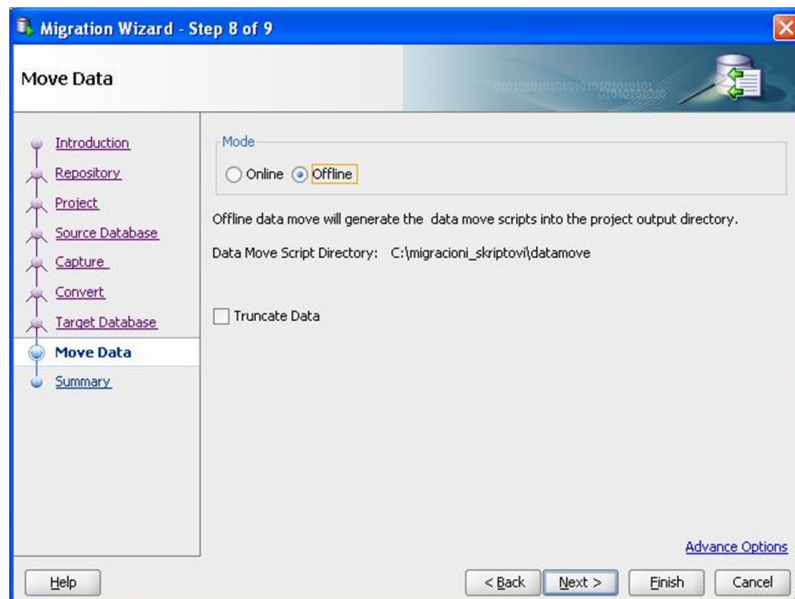 Migration Wizard - Step 8 of 9
Move Data
Introduction
Repository
Project
Source Database
Capture
Convert
Target Database
Move Data
Summary
Mode
Online Offline
Offline data move will generate the data move scripts into the project output directory.
Data Move Script Directory: C:\migracioni_skriptovi\datamove
Truncate Data
Advance Options
Help < Back Next > Finish Cancel